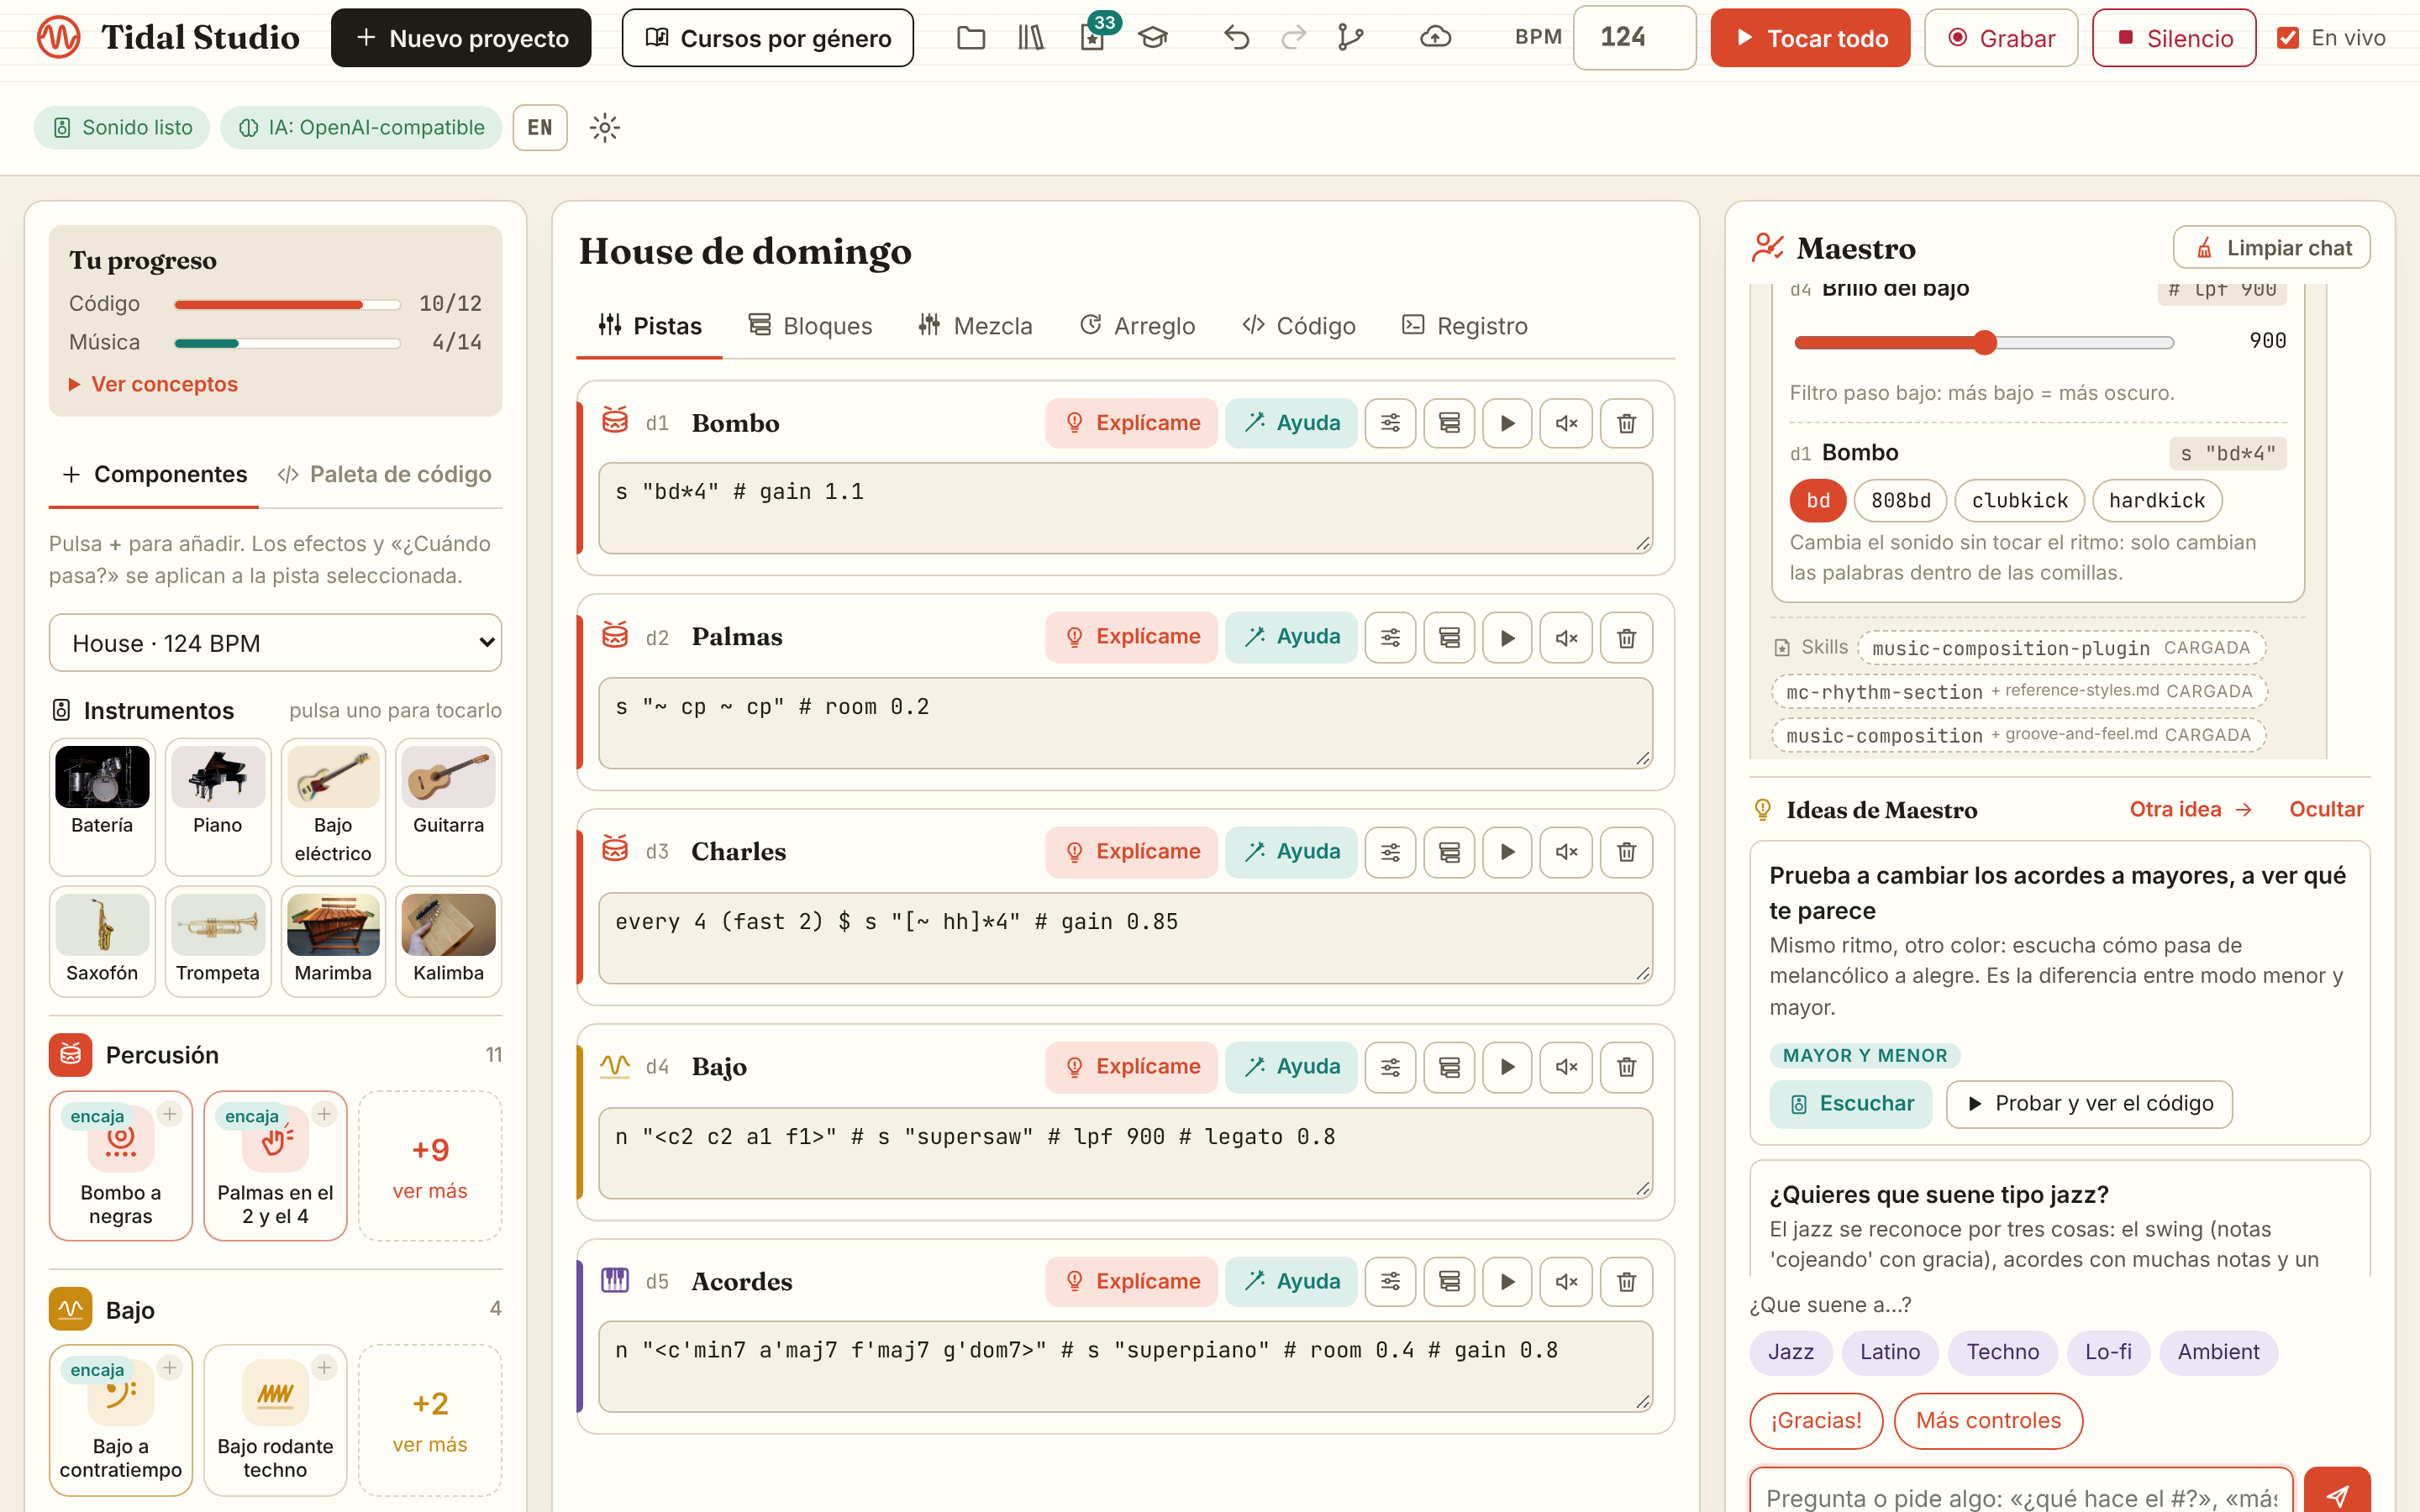 Tidal Studio
Nuevo proyecto
Cursos por género
33
BPM
124
Tocar todo
Grabar
Silencio
En vivo
Sonido listo
IA: OpenAI-compatible
EN
Tu progreso
Código 10/12
Música 4/14
Ver conceptos
Componentes
Paleta de código
Pulsa + para añadir. Los efectos y «¿Cuándo
pasa?» se aplican a la pista seleccionada.
House · 124 BPM
Instrumentos
pulsa uno para tocarlo
Batería
Piano
Bajo
eléctrico
Guitarra
Saxofón
Trompeta
Marimba
Kalimba
Percusión
11
encaja
Bombo a
negras
encaja
Palmas en el
2 y el 4
+9
ver más
Bajo
4
encaja
Bajo a
contratiempo
Bajo rodante
techno
+2
ver más
House de domingo
Pistas
Bloques
Mezcla
Arreglo
Código
Registro
d1 Bombo
Explícame
Ayuda
s "bd*4" # gain 1.1
d2 Palmas
Explícame
Ayuda
s "~ cp ~ cp" # room 0.2
d3 Charles
Explícame
Ayuda
every 4 (fast 2) $ s "[~ hh]*4" # gain 0.85
d4 Bajo
Explícame
Ayuda
n "<c2 c2 a1 f1>" # s "supersaw" # lpf 900 # legato 0.8
d5 Acordes
Explícame
Ayuda
n "<c'min7 a'maj7 f'maj7 g'dom7>" # s "superpiano" # room 0.4 # gain 0.8
Maestro
Limpiar chat
d4 Brillo del bajo
# lpf 900
900
Filtro paso bajo: más bajo = más oscuro.
d1 Bombo
s "bd*4"
bd
808bd
clubkick
hardkick
Cambia el sonido sin tocar el ritmo: solo cambian
las palabras dentro de las comillas.
Skills
music-composition-plugin CARGADA
mc-rhythm-section + reference-styles.md CARGADA
music-composition + groove-and-feel.md CARGADA
Ideas de Maestro
Otra idea →
Ocultar
Prueba a cambiar los acordes a mayores, a ver qué
te parece
Mismo ritmo, otro color: escucha cómo pasa de
melancólico a alegre. Es la diferencia entre modo menor y
mayor.
MAYOR Y MENOR
Escuchar
Probar y ver el código
¿Quieres que suene tipo jazz?
El jazz se reconoce por tres cosas: el swing (notas
'cojeando' con gracia), acordes con muchas notas y un
¿Que suene a...?
Jazz
Latino
Techno
Lo-fi
Ambient
¡Gracias!
Más controles
Pregunta o pide algo: «¿qué hace el #?», «más